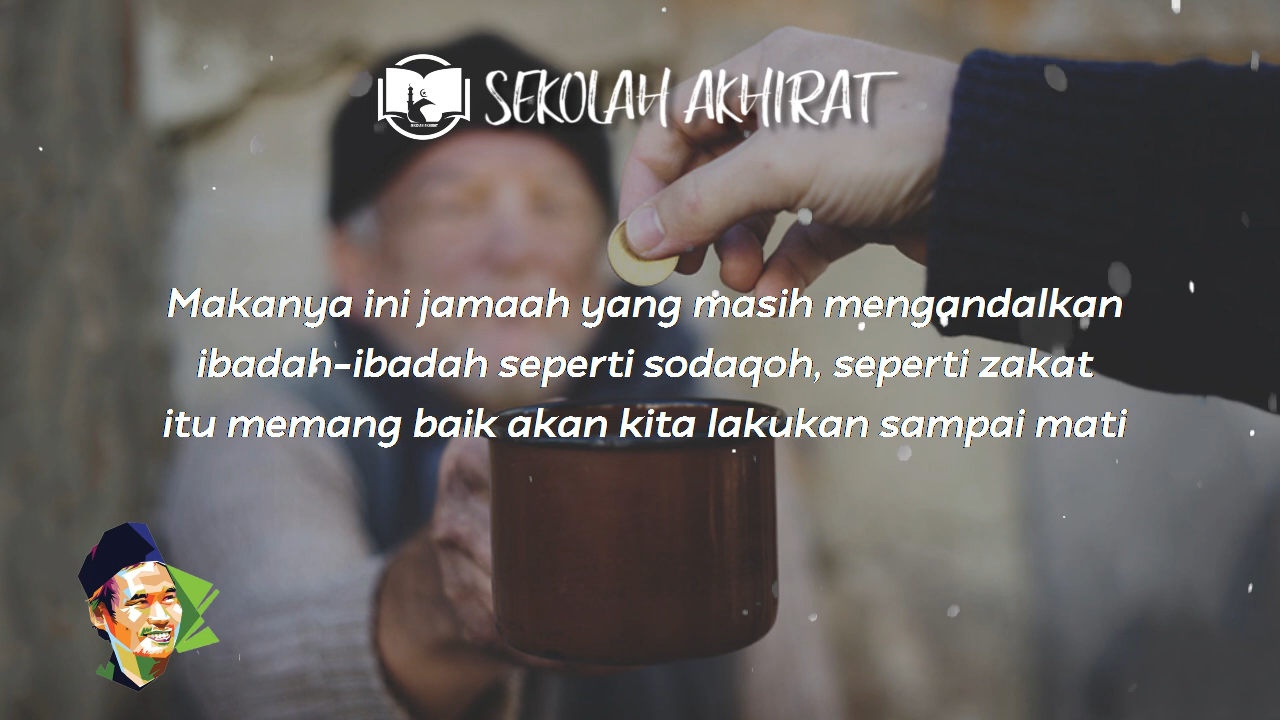 SEKOLAH AKHIRAT
Makanya ini jamaah yang masih mengandalkan
ibadah-ibadah seperti sodaqoh, seperti zakat
itu memang baik akan kita lakukan sampai mati